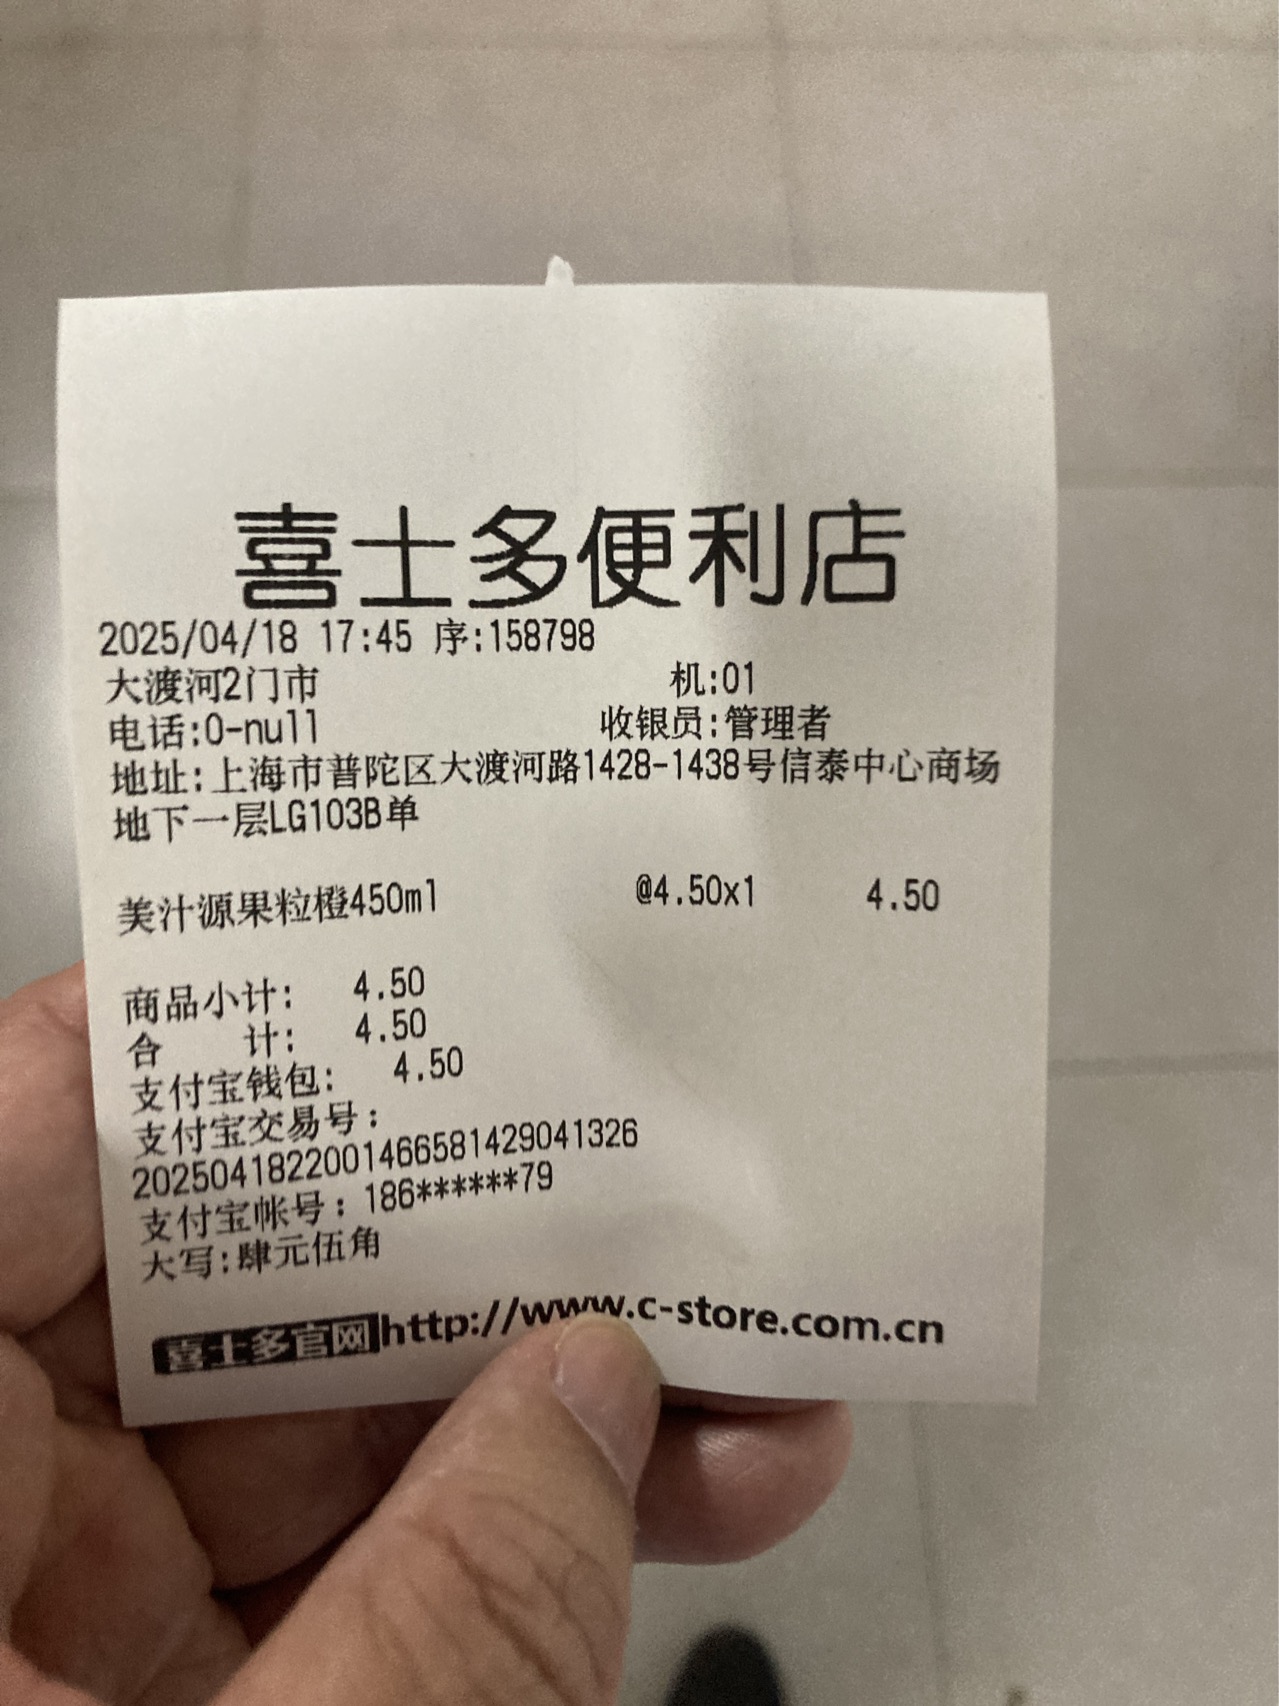 喜士多便利店
2025/04/18 17:45 序:158798
大渡河2门市 机:01
电话:0-null 收银员:管理者
地址:上海市普陀区大渡河路1428-1438号信泰中心商场
地下一层LG103B单
美汁源果粒橙450ml @4.50x1 4.50
商品小计: 4.50
合 计: 4.50
支付宝钱包: 4.50
支付宝交易号:
2025041822001466581429041326
支付宝帐号:186******79
大写:肆元伍角
喜士多官网http://www.c-store.com.cn